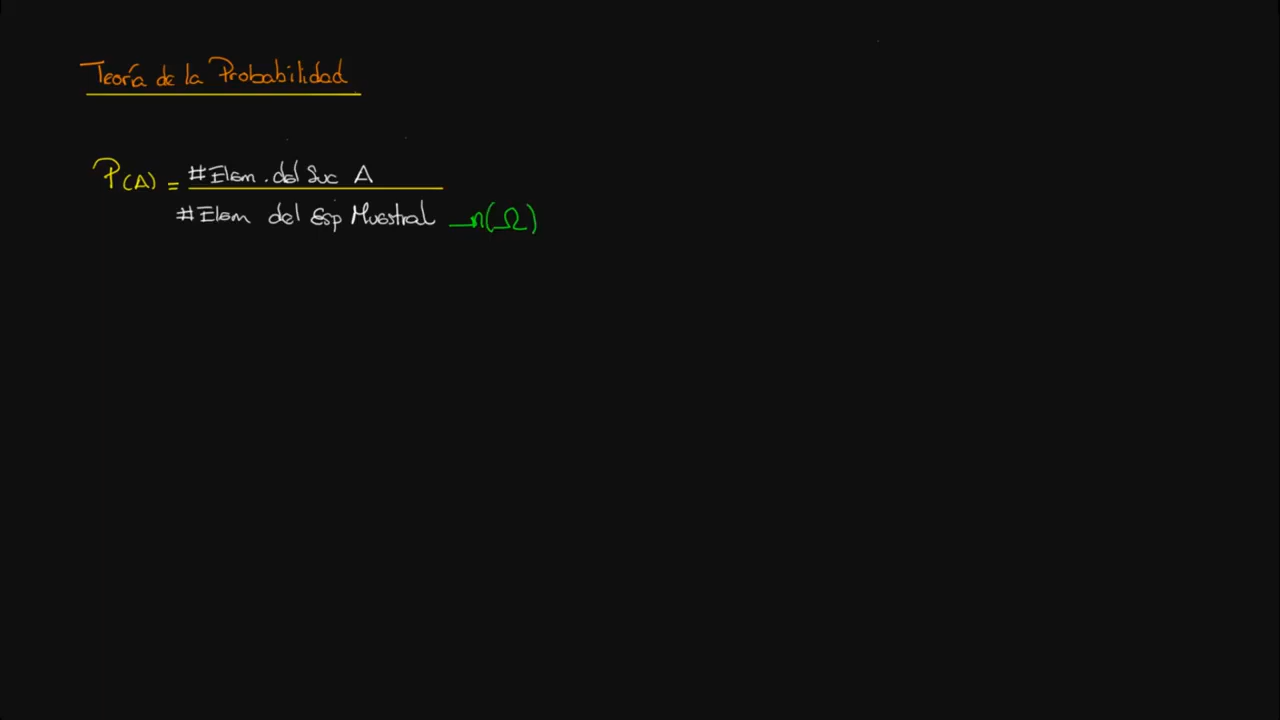 Teoría de la Probabilidad
P(A) = #Elem. del Suc A
#Elem del Esp Muestral n(Ω)